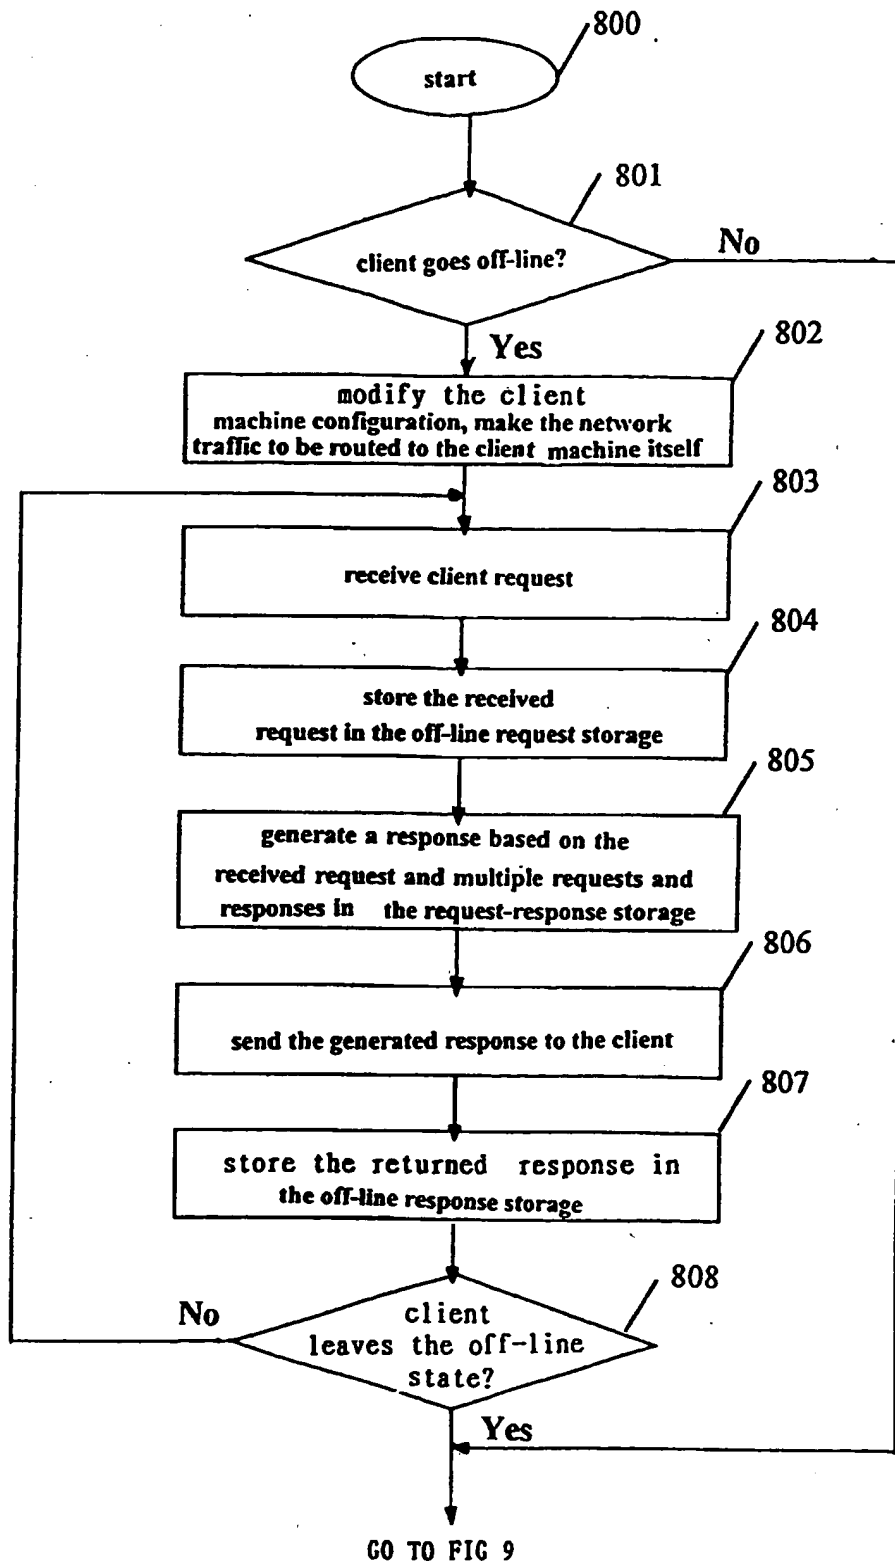 800
start
801
client goes off-line?
No
Yes
802
modify the client
machine configuration, make the network
traffic to be routed to the client machine itself
803
receive client request
804
store the received
request in the off-line request storage
805
generate a response based on the
received request and multiple requests and
responses in the request-response storage
806
send the generated response to the client
807
store the returned response in
the off-line response storage
808
No
client
leaves the off-line
state?
Yes
GO TO FIG 9